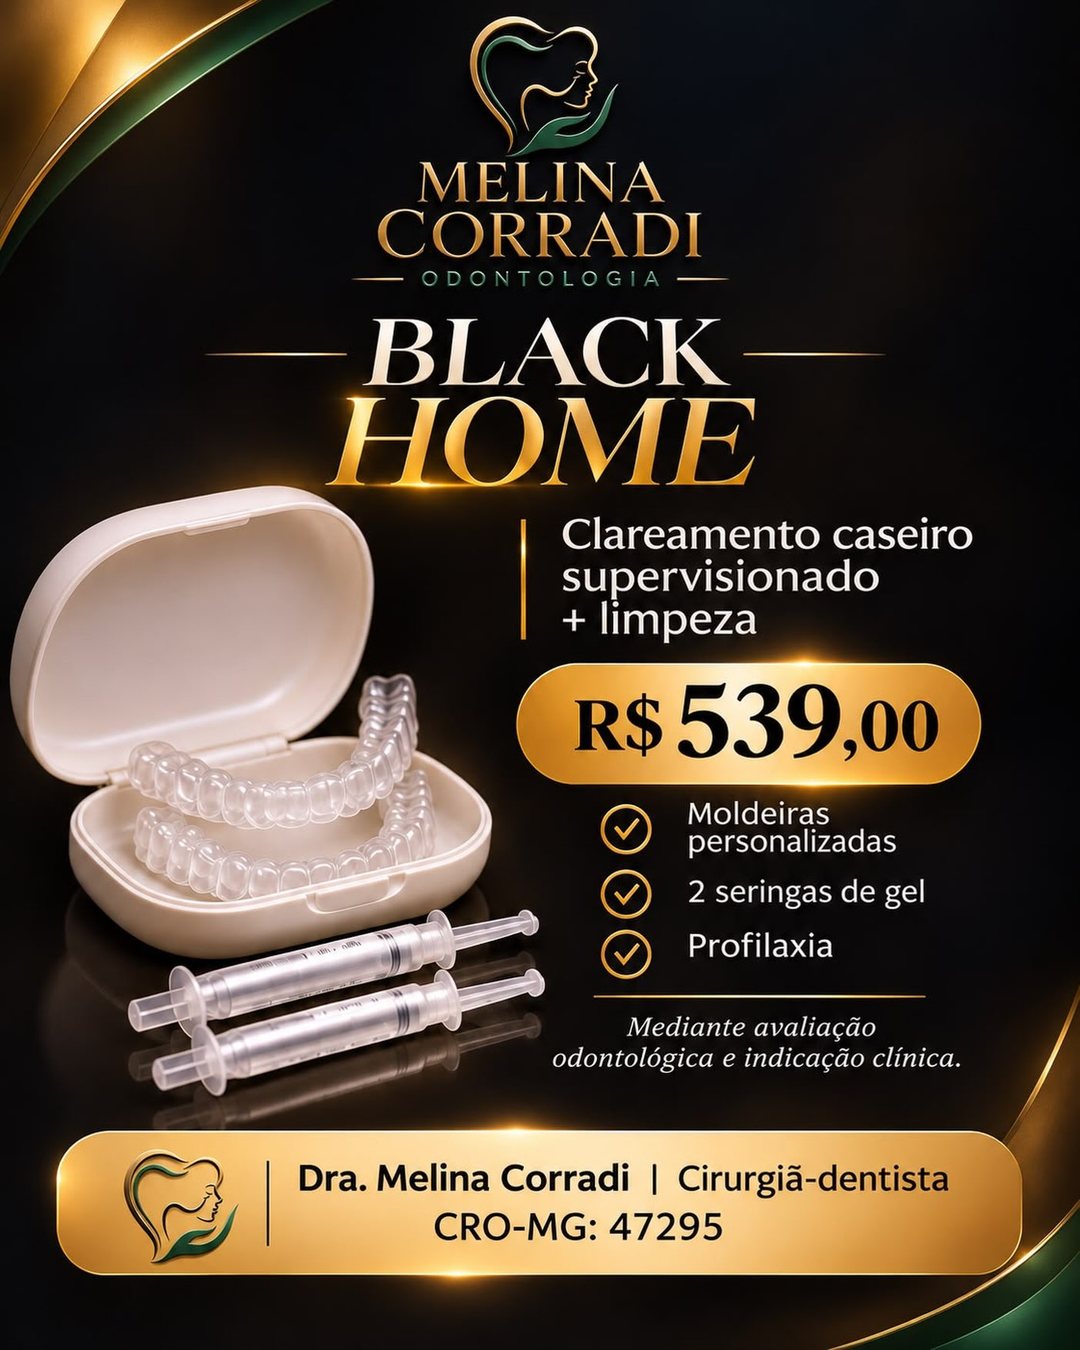 MELINA
CORRADI
ODONTOLOGIA
BLACK
HOME
Clareamento caseiro
supervisionado
+ limpeza
R$ 539,00
Moldeiras
personalizadas
2 seringas de gel
Profilaxia
Mediante avaliação
odontológica e indicação clínica.
Dra. Melina Corradi | Cirurgiã-dentista
CRO-MG: 47295